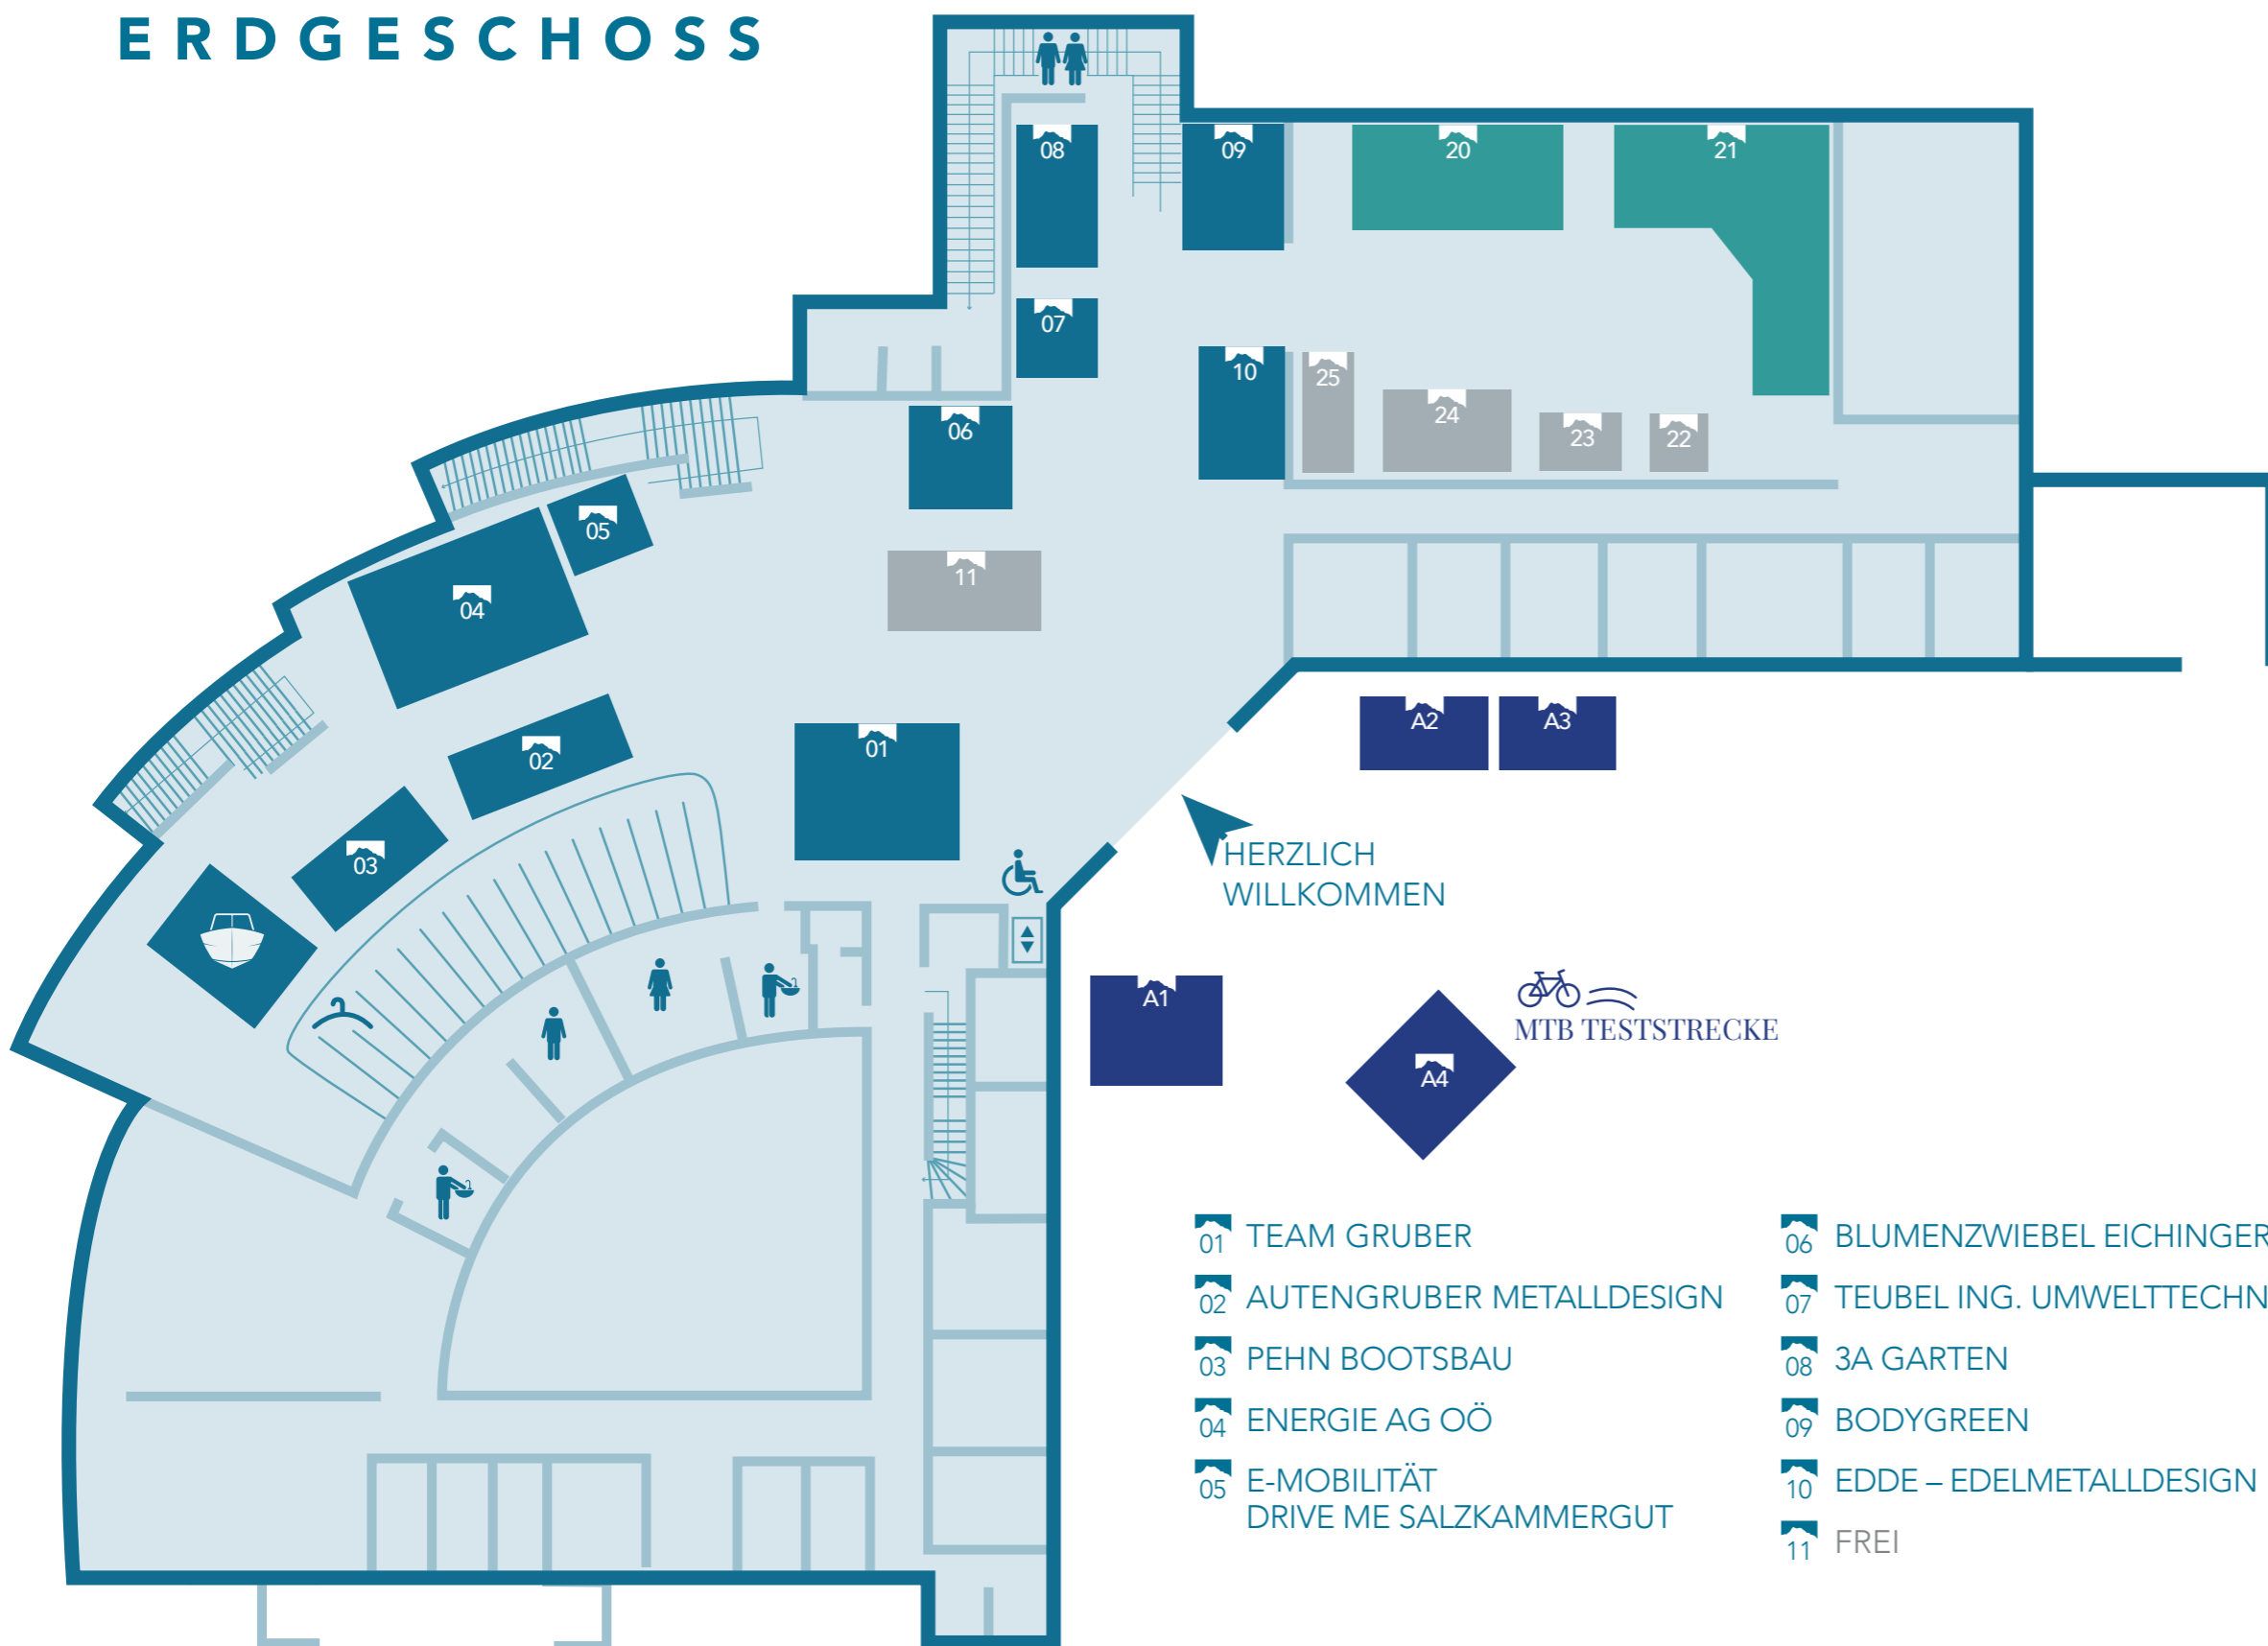 ERDGESCHOSS
08
09
20
21
07
10
25
24
23
22
06
05
11
04
A2
A3
02
01
03
HERZLICH
WILLKOMMEN
A1
A4
MTB TESTSTRECKE
01 TEAM GRUBER
02 AUTENGRUBER METALLDESIGN
03 PEHN BOOTSBAU
04 ENERGIE AG OÖ
05 E-MOBILITÄT
DRIVE ME SALZKAMMERGUT
06 BLUMENZWIEBEL EICHINGER
07 TEUBEL ING. UMWELTTECHN
08 3A GARTEN
09 BODYGREEN
10 EDDE – EDELMETALLDESIGN
11 FREI